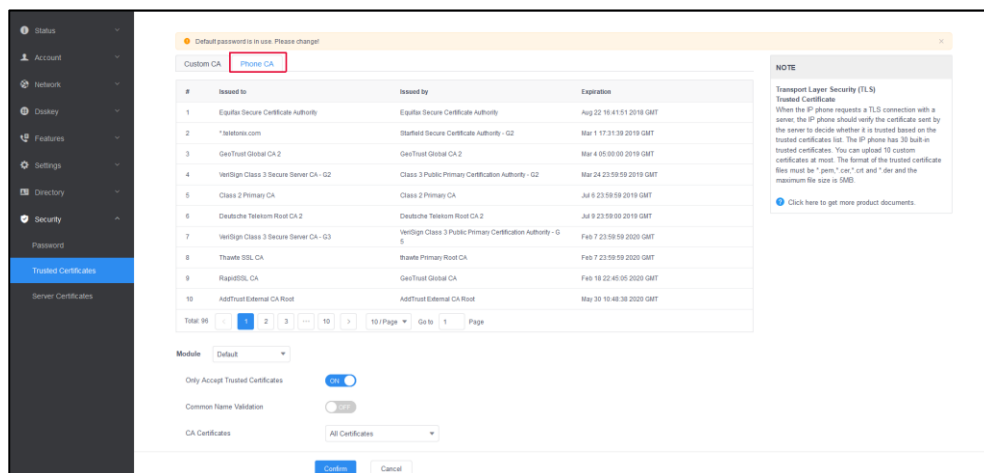 Status
Account
Network
Dsskey
Features
Settings
Directory
Security
Password
Trusted Certificates
Server Certificates
Default password is in use. Please change!
Custom CA Phone CA
# Issued to Issued by Expiration
1 Equifax Secure Certificate Authority Equifax Secure Certificate Authority Aug 22 16:41:51 2018 GMT
2 *.teletonix.com Starfield Secure Certificate Authority - G2 Mar 1 17:31:39 2019 GMT
3 GeoTrust Global CA 2 GeoTrust Global CA 2 Mar 4 05:00:00 2019 GMT
4 VeriSign Class 3 Secure Server CA - G2 Class 3 Public Primary Certification Authority - G2 Mar 24 23:59:59 2019 GMT
5 Class 2 Primary CA Class 2 Primary CA Jul 6 23:59:59 2019 GMT
6 Deutsche Telekom Root CA 2 Deutsche Telekom Root CA 2 Jul 9 23:59:00 2019 GMT
7 VeriSign Class 3 Secure Server CA - G3 VeriSign Class 3 Public Primary Certification Authority - G
5 Feb 7 23:59:59 2020 GMT
8 Thawte SSL CA thawte Primary Root CA Feb 7 23:59:59 2020 GMT
9 RapidSSL CA GeoTrust Global CA Feb 18 22:45:05 2020 GMT
10 AddTrust External CA Root AddTrust External CA Root May 30 10:48:38 2020 GMT
Total: 96 < 1 2 3 ··· 10 > 10 / Page Go to 1 Page
Module Default
Only Accept Trusted Certificates ON
Common Name Validation OFF
CA Certificates All Certificates
Confirm Cancel
NOTE
Transport Layer Security (TLS)
Trusted Certificate
When the IP phone requests a TLS connection with a
server, the IP phone should verify the certificate sent by
the server to decide whether it is trusted based on the
trusted certificates list. The IP phone has 30 built-in
trusted certificates. You can upload 10 custom
certificates at most. The format of the trusted certificate
files must be *.pem,*.cer,*.crt and *.der and the
maximum file size is 5MB.
Click here to get more product documents.